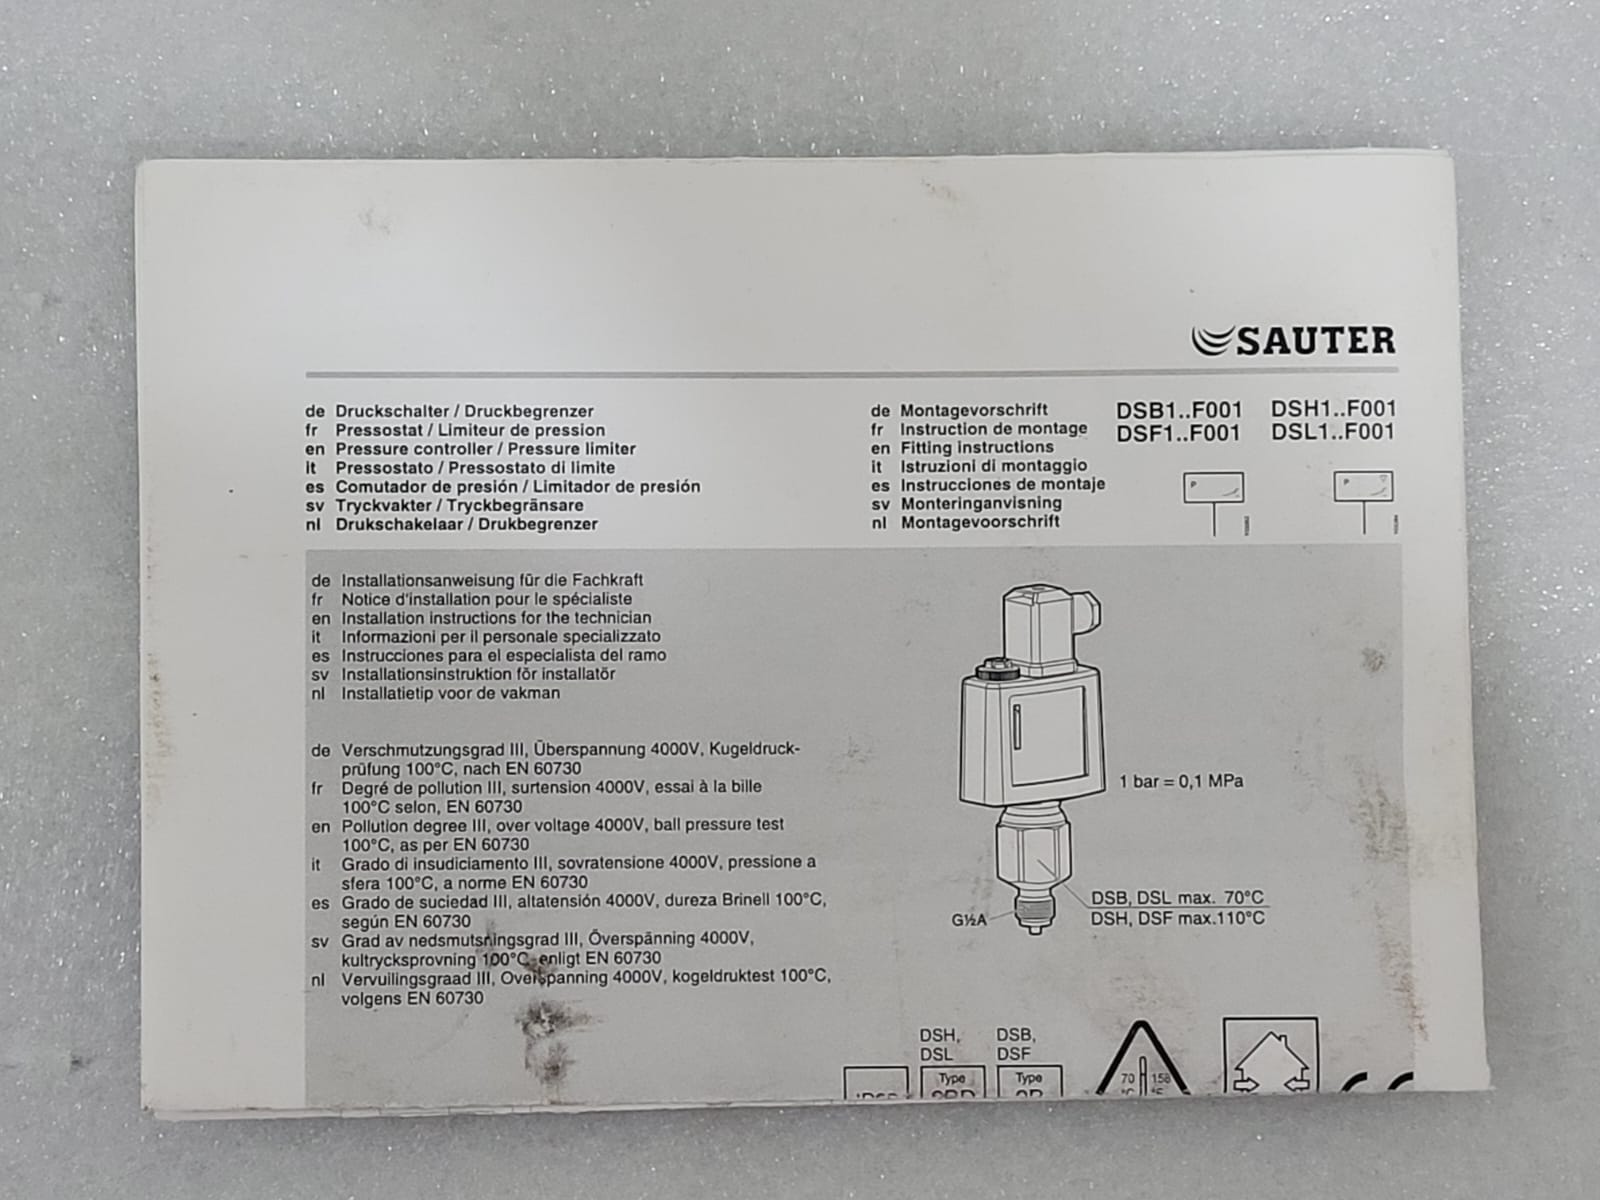 SAUTER
de Druckschalter / Druckbegrenzer
fr Pressostat / Limiteur de pression
en Pressure controller / Pressure limiter
it Pressostato / Pressostato di limite
es Comutador de presión / Limitador de presión
sv Tryckvakter / Tryckbegränsare
nl Drukschakelaar / Drukbegrenzer
de Montagevorschrift
fr Instruction de montage
en Fitting instructions
it Istruzioni di montaggio
es Instrucciones de montaje
sv Monteringanvisning
nl Montagevoorschrift
DSB1..F001 DSH1..F001
DSF1..F001 DSL1..F001
P
P
de Installationsanweisung für die Fachkraft
fr Notice d'installation pour le spécialiste
en Installation instructions for the technician
it Informazioni per il personale specializzato
es Instrucciones para el especialista del ramo
sv Installationsinstruktion för installatör
nl Installatietip voor de vakman
de Verschmutzungsgrad III, Überspannung 4000V, Kugeldruck-
prüfung 100°C, nach EN 60730
fr Degré de pollution III, surtension 4000V, essai à la bille
100°C selon, EN 60730
en Pollution degree III, over voltage 4000V, ball pressure test
100°C, as per EN 60730
it Grado di insudiciamento III, sovratensione 4000V, pressione a
sfera 100°C, a norme EN 60730
es Grado de suciedad III, altatensión 4000V, dureza Brinell 100°C,
según EN 60730
sv Grad av nedsmutsningsgrad III, Överspänning 4000V,
kultrycksprovning 100°C, enligt EN 60730
nl Vervuilingsgraad III, Overspanning 4000V, kogeldruktest 100°C,
volgens EN 60730
1 bar = 0,1 MPa
G½A
DSB, DSL max. 70°C
DSH, DSF max.110°C
DSH,
DSL
DSB,
DSF
Type
Type
70 158
°C °F
CE